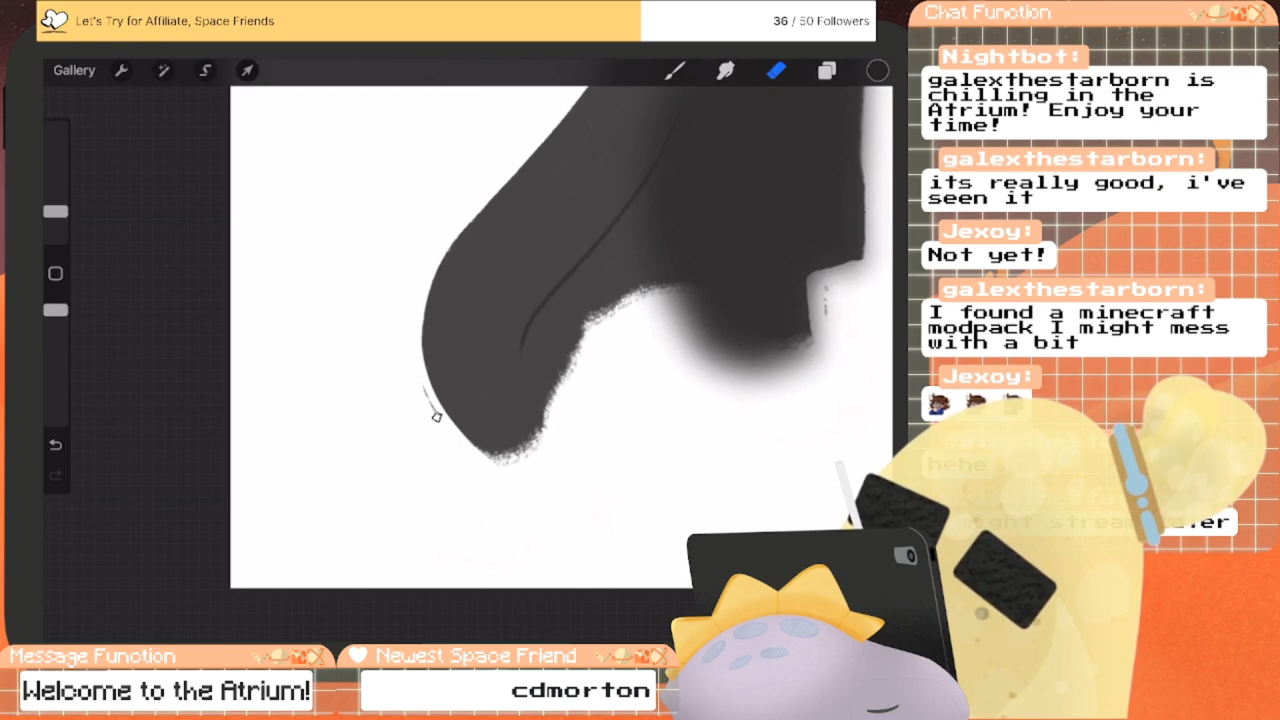 Let's Try for Affiliate, Space Friends
36 / 50 Followers
Gallery
Chat Function
Nightbot:
galexthestarborn is
chilling in the
Atrium! Enjoy your
time!
galexthestarborn:
its really good, i've
seen it
Jexoy:
Not yet!
galexthestarborn:
I found a minecraft
modpack I might mess
with a bit
Jexoy:
hehe
stream
Message Function
Welcome to the Atrium!
Newest Space Friend
cdmorton